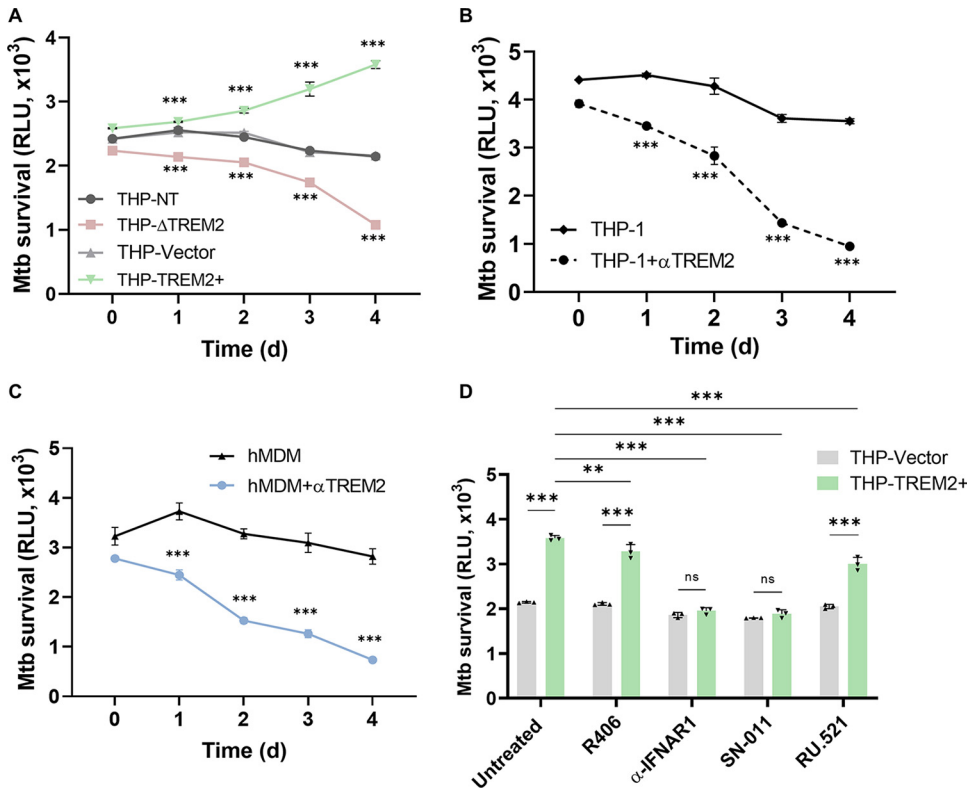 A
Mtb survival (RLU, x10³)
4
3
2
1
0
***
***
***
***
***
***
***
***
THP-NT
THP-ΔTREM2
THP-Vector
THP-TREM2+
0 1 2 3 4
Time (d)
B
Mtb survival (RLU, x10³)
5
4
3
2
1
0
***
***
***
***
THP-1
THP-1+αTREM2
0 1 2 3 4
Time (d)
C
Mtb survival (RLU, x10³)
5
4
3
2
1
0
hMDM
hMDM+αTREM2
***
***
***
***
0 1 2 3 4
Time (d)
D
Mtb survival (RLU, x10³)
5
4
3
2
1
0
***
***
***
**
***
***
ns
ns
***
THP-Vector
THP-TREM2+
Untreated
R406
α-IFNAR1
SN-011
RU.521